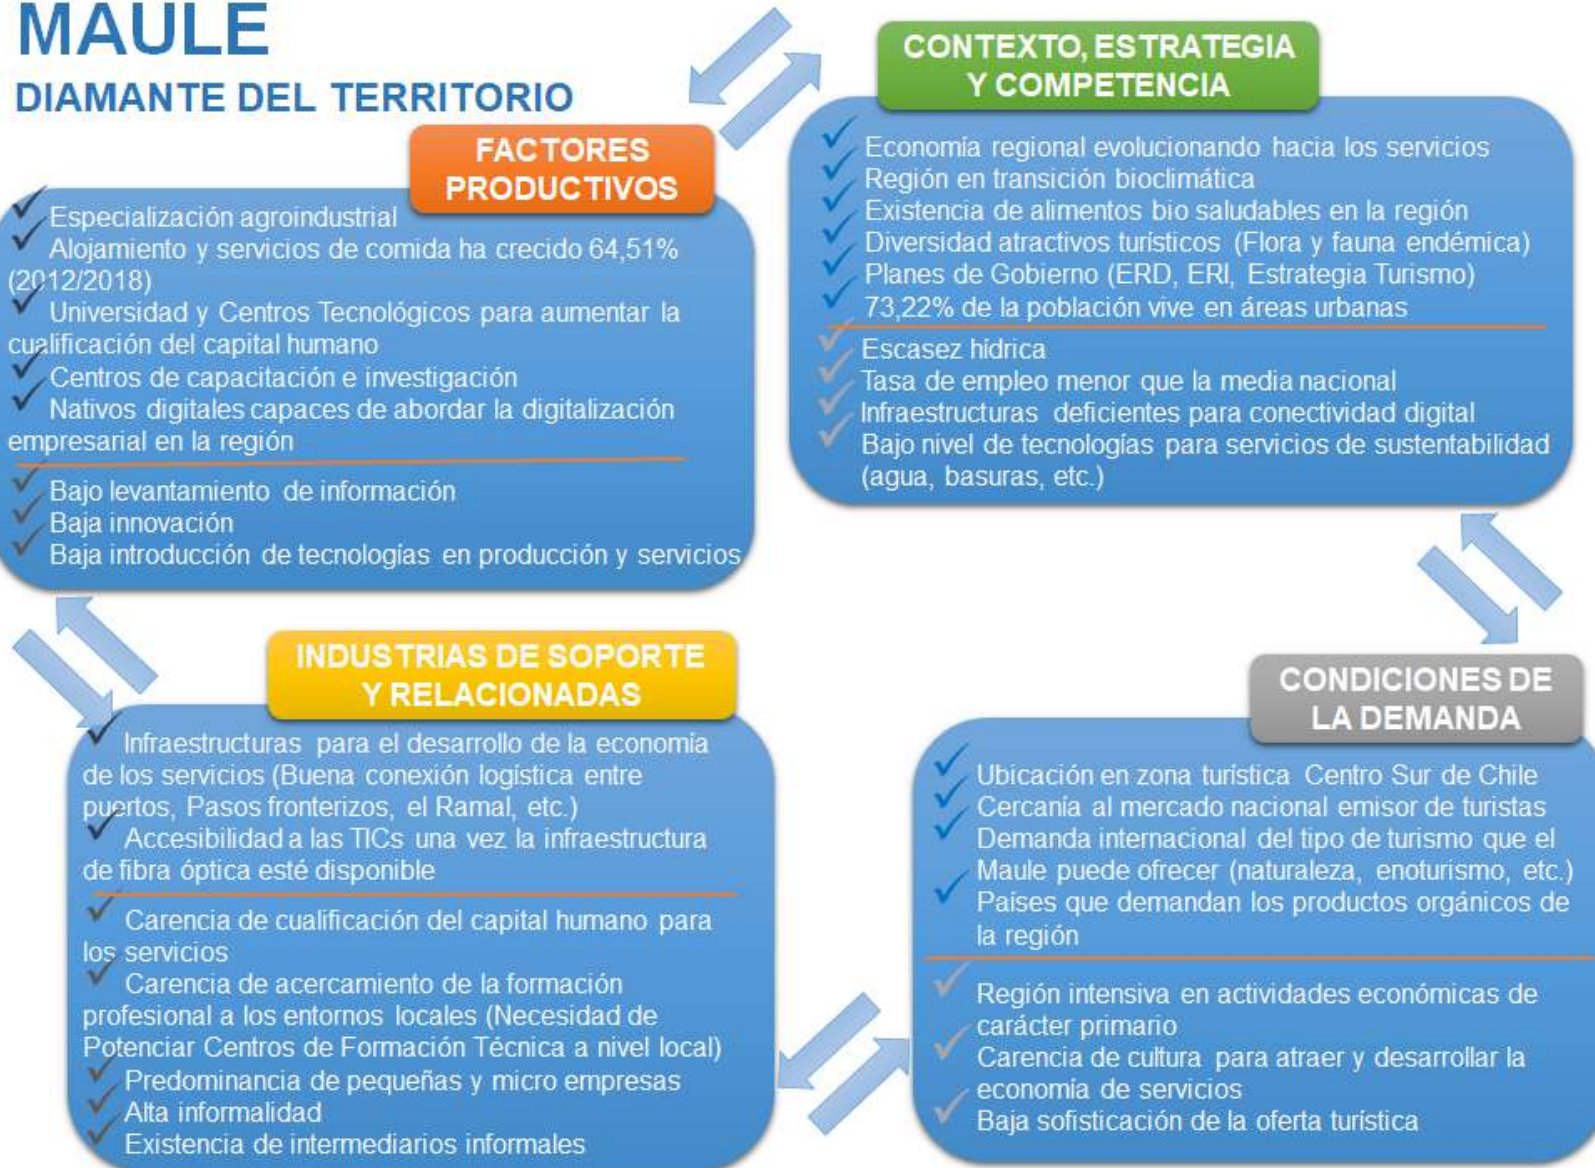 MAULE
DIAMANTE DEL TERRITORIO
FACTORES
PRODUCTIVOS
Especialización agroindustrial
Alojamiento y servicios de comida ha crecido 64,51%
(2012/2018)
Universidad y Centros Tecnológicos para aumentar la
cualificación del capital humano
Centros de capacitación e investigación
Nativos digitales capaces de abordar la digitalización
empresarial en la región
Bajo levantamiento de información
Baja innovación
Baja introducción de tecnologías en producción y servicios
CONTEXTO, ESTRATEGIA
Y COMPETENCIA
Economía regional evolucionando hacia los servicios
Región en transición bioclimática
Existencia de alimentos bio saludables en la región
Diversidad atractivos turísticos (Flora y fauna endémica)
Planes de Gobierno (ERD, ERI, Estrategia Turismo)
73,22% de la población vive en áreas urbanas
Escasez hídrica
Tasa de empleo menor que la media nacional
Infraestructuras deficientes para conectividad digital
Bajo nivel de tecnologías para servicios de sustentabilidad
(agua, basuras, etc.)
INDUSTRIAS DE SOPORTE
Y RELACIONADAS
Infraestructuras para el desarrollo de la economía
de los servicios (Buena conexión logística entre
puertos, Pasos fronterizos, el Ramal, etc.)
Accesibilidad a las TICs una vez la infraestructura
de fibra óptica esté disponible
Carencia de cualificación del capital humano para
los servicios
Carencia de acercamiento de la formación
profesional a los entornos locales (Necesidad de
Potenciar Centros de Formación Técnica a nivel local)
Predominancia de pequeñas y micro empresas
Alta informalidad
Existencia de intermediarios informales
CONDICIONES DE
LA DEMANDA
Ubicación en zona turística Centro Sur de Chile
Cercanía al mercado nacional emisor de turistas
Demanda internacional del tipo de turismo que el
Maule puede ofrecer (naturaleza, enoturismo, etc.)
Países que demandan los productos orgánicos de
la región
Región intensiva en actividades económicas de
carácter primario
Carencia de cultura para atraer y desarrollar la
economía de servicios
Baja sofisticación de la oferta turística